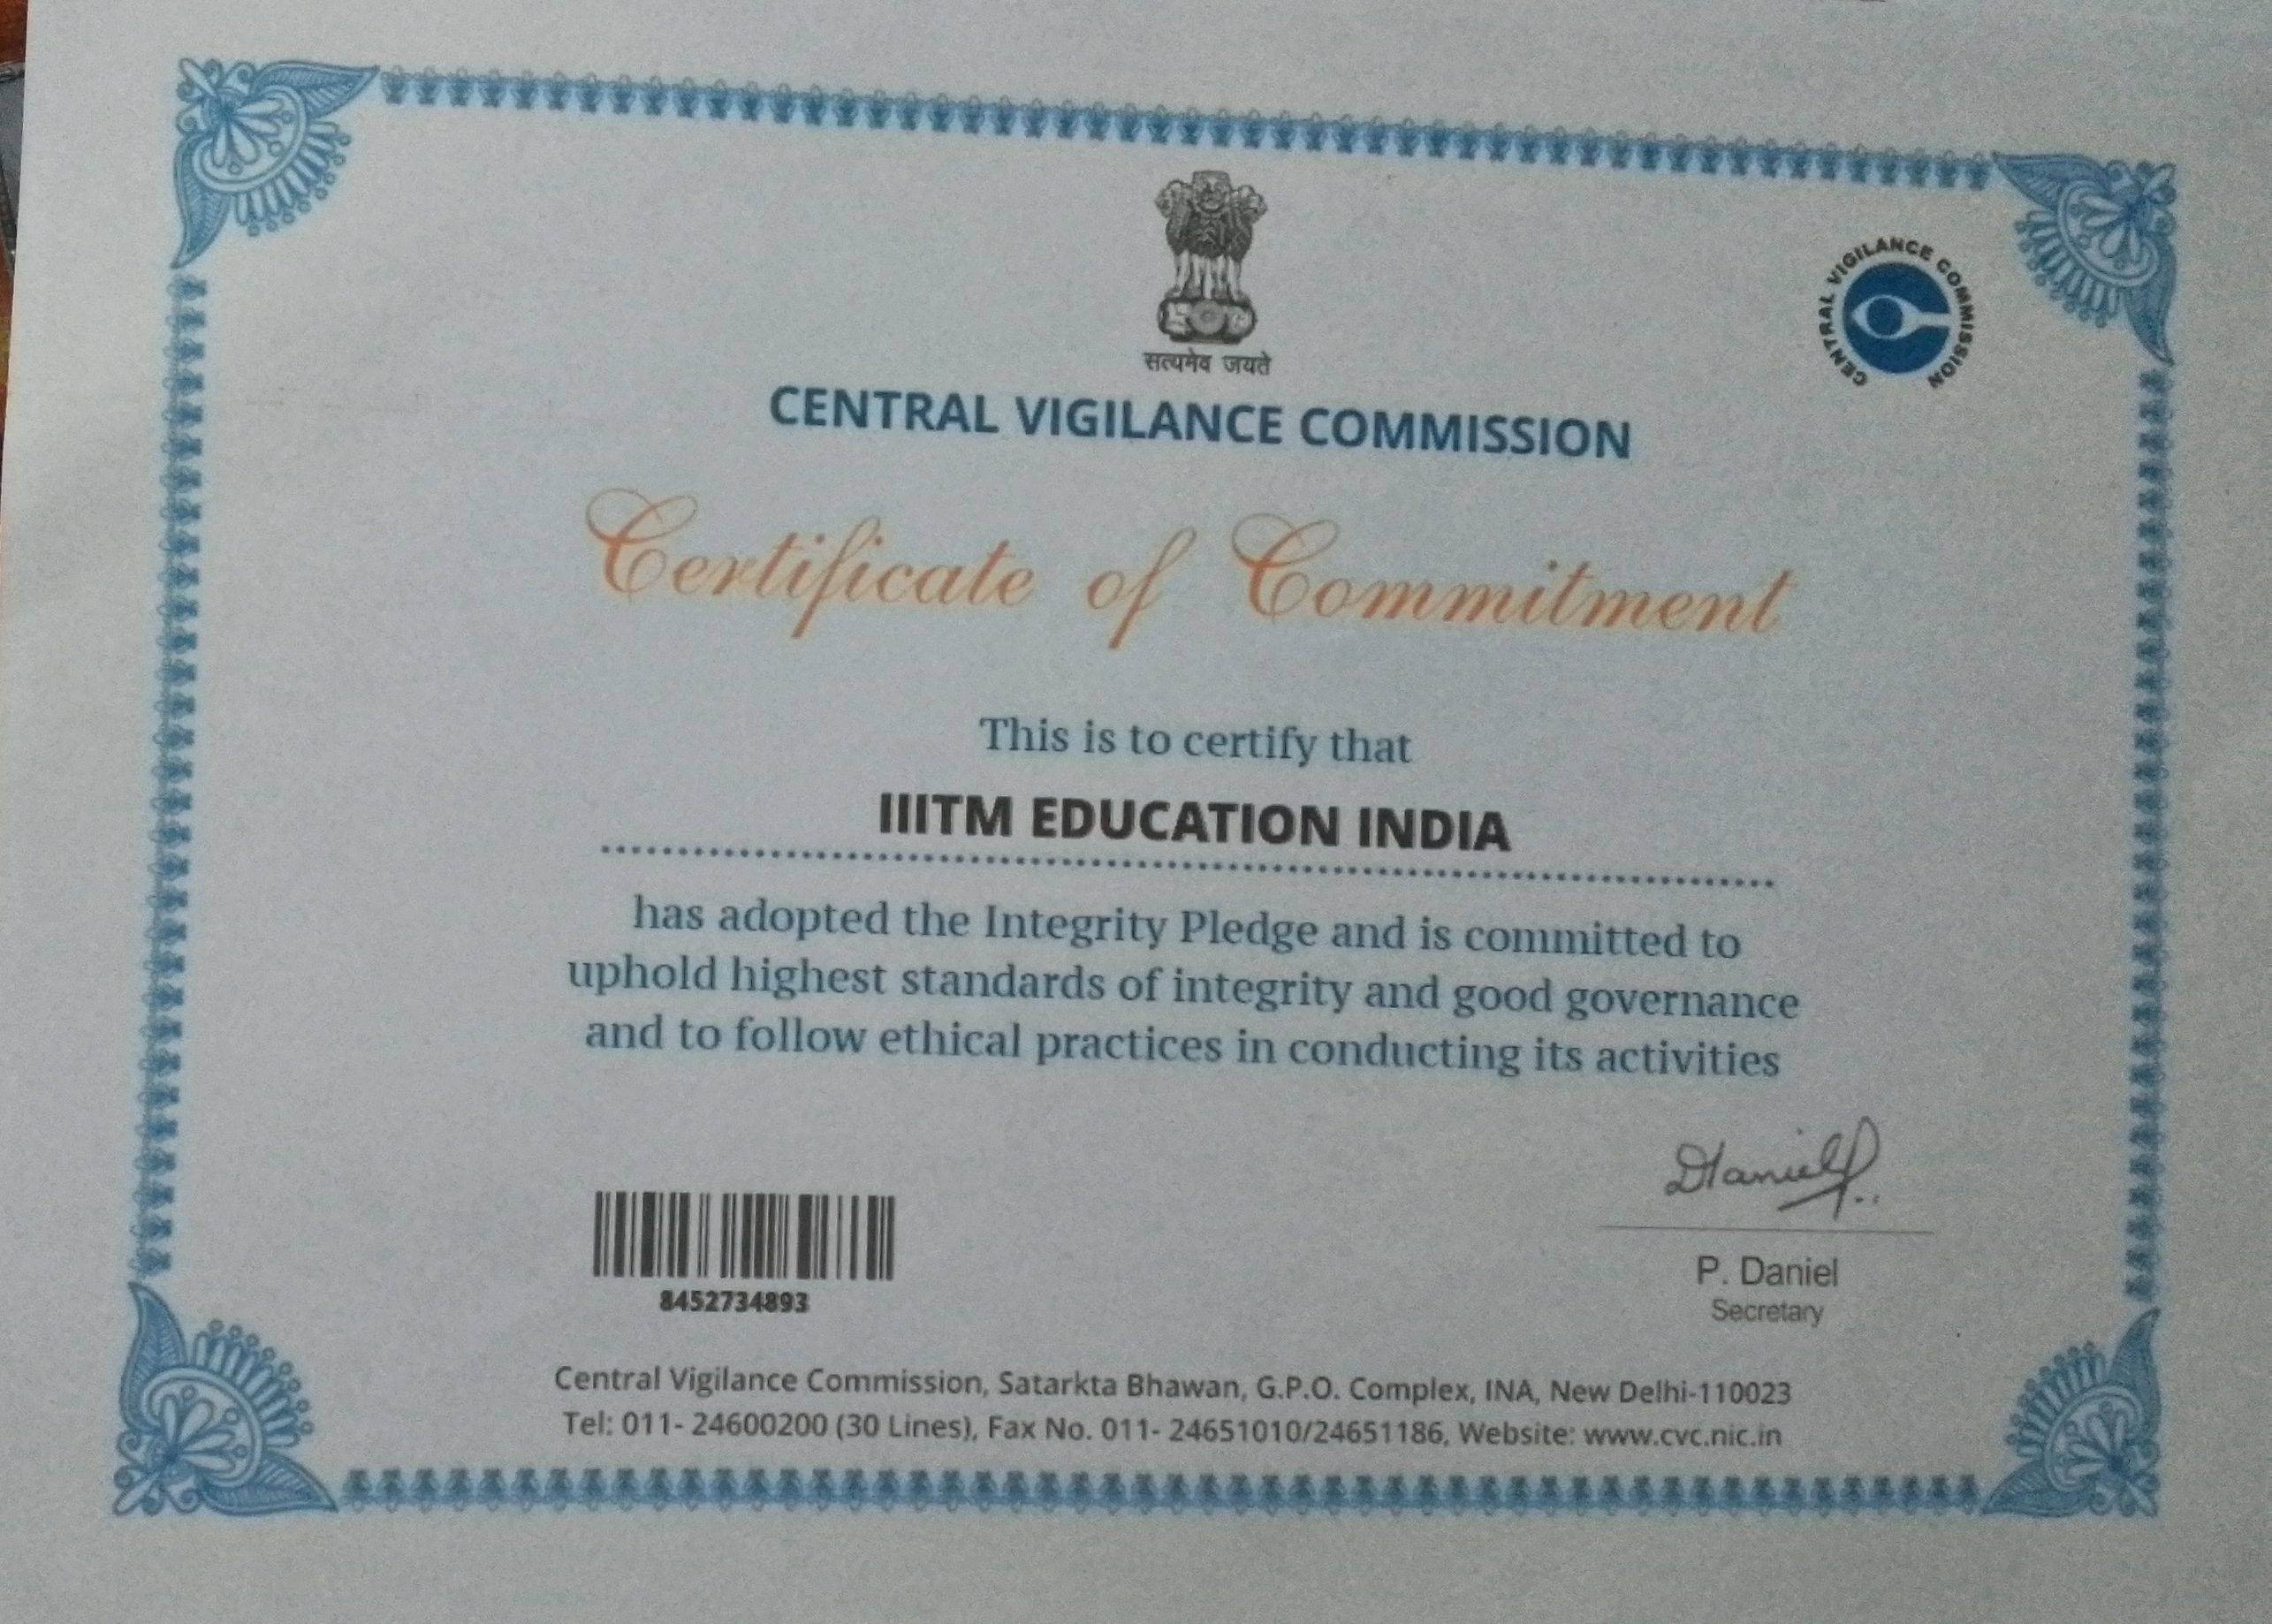 सत्यमेव जयते
CENTRAL VIGILANCE COMMISSION
CENTRAL VIGILANCE COMMISSION
Certificate of Commitment
This is to certify that
IIITM EDUCATION INDIA
has adopted the Integrity Pledge and is committed to
uphold highest standards of integrity and good governance
and to follow ethical practices in conducting its activities
DanielP..
8452734893
P. Daniel
Secretary
Central Vigilance Commission, Satarkta Bhawan, G.P.O. Complex, INA, New Delhi-110023
Tel: 011- 24600200 (30 Lines), Fax No. 011- 24651010/24651186, Website: www.cvc.nic.in